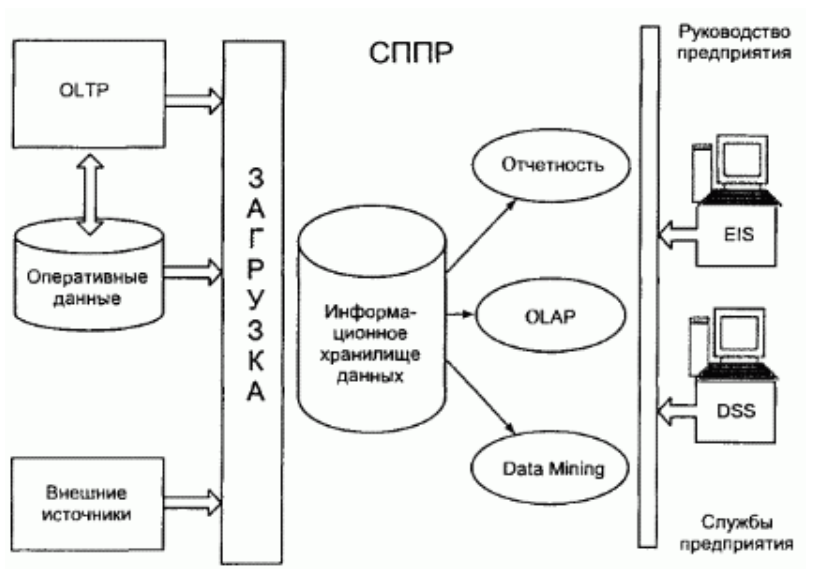 СППР
Руководство
предприятия
OLTP
Оперативные
данные
Внешние
источники
ЗАГРУЗКА
Информа-
ционное
хранилище
данных
Отчетность
OLAP
Data Mining
EIS
DSS
Службы
предприятия